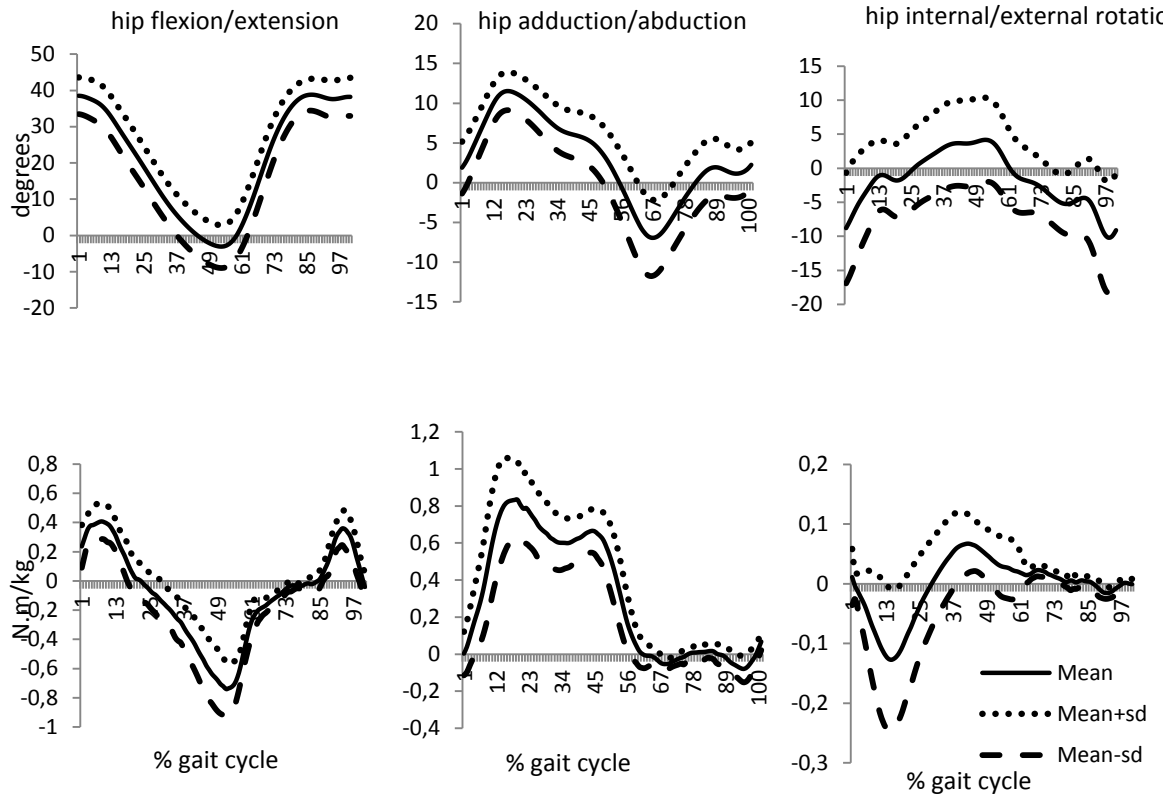 hip flexion/extension
hip adduction/abduction
hip internal/external rotatio
degrees
50
40
30
20
10
0
-10
-20
1 13 25 37 49 61 73 85 97
20
15
10
5
0
-5
-10
-15
1 12 23 34 45 56 67 78 89 100
15
10
5
0
-5
-10
-15
-20
1 13 25 37 49 61 73 85 97
N.m/kg
0,8
0,6
0,4
0,2
0
-0,2
-0,4
-0,6
-0,8
-1
1 13 25 37 49 61 73 85 97
% gait cycle
1,2
1
0,8
0,6
0,4
0,2
0
-0,2
-0,4
1 12 23 34 45 56 67 78 89 100
% gait cycle
0,2
0,1
0
-0,1
-0,2
-0,3
1 13 25 37 49 61 73 85 97
Mean
Mean+sd
Mean-sd
% gait cycle